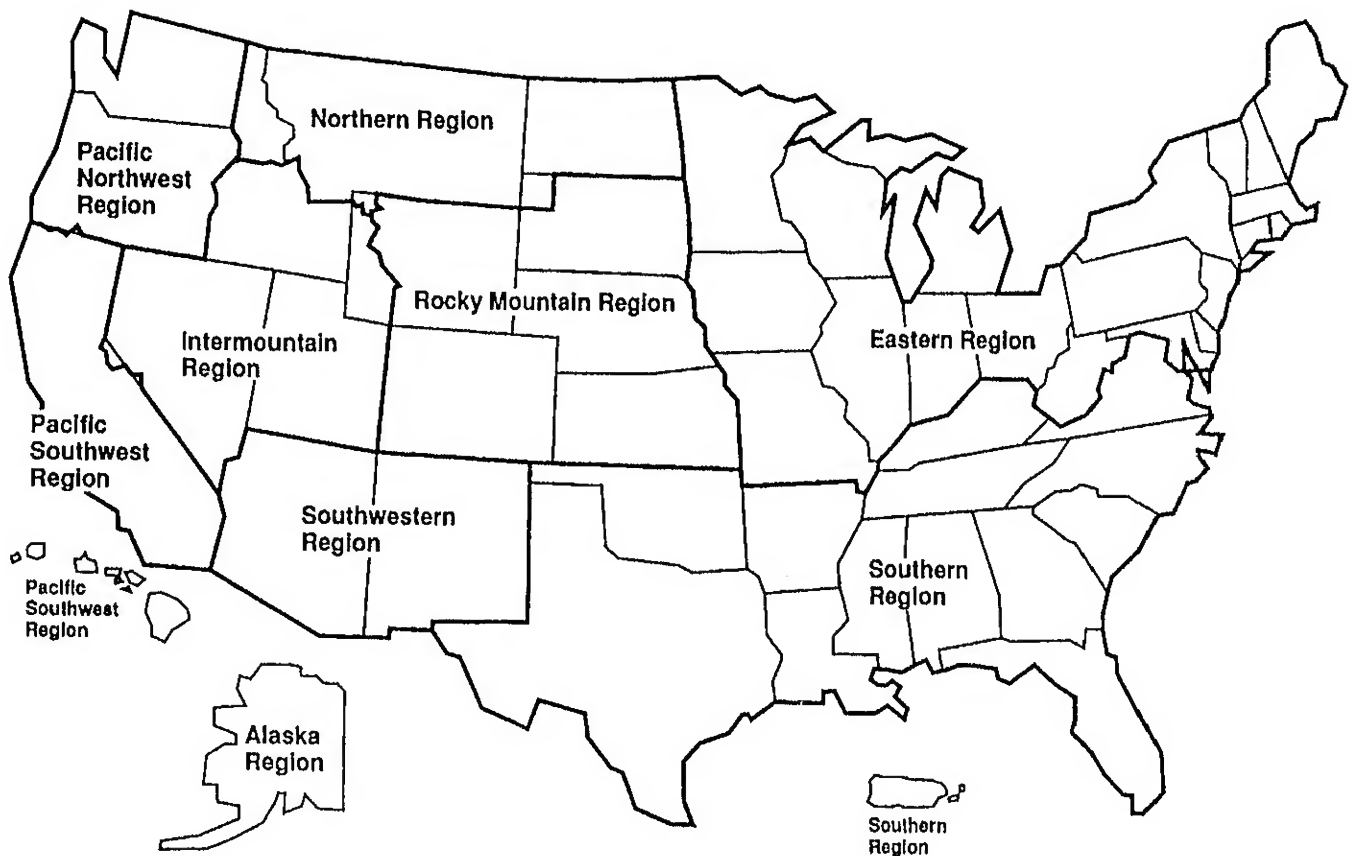 Northern Region
Pacific
Northwest
Region
Rocky Mountain Region
Intermountain
Region
Eastern Region
Pacific
Southwest
Region
Southwestern
Region
Southern
Region
Pacific
Southwest
Region
Alaska
Region
Southern
Region